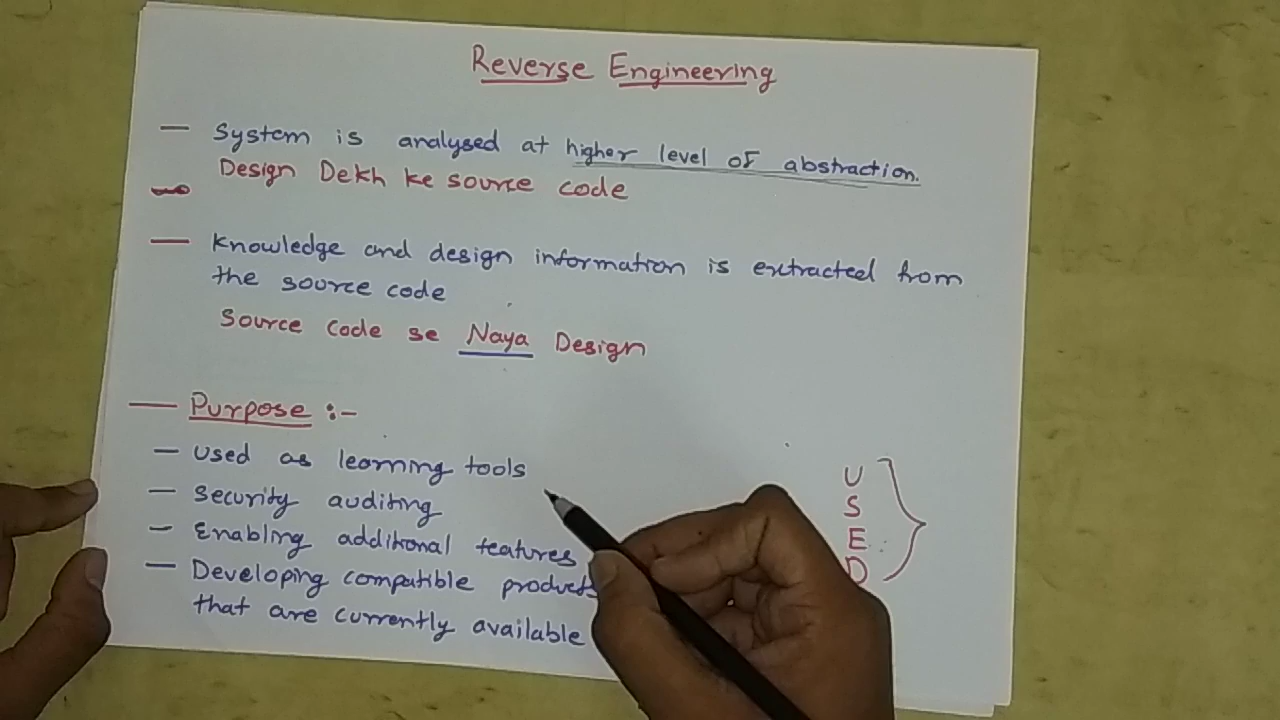 Reverse Engineering
— System is analysed at higher level of abstraction.
Design Dekh ke source code
— Knowledge and design information is extracted from
the source code
Source code se Naya Design
— Purpose :-
— Used as learning tools
— Security auditing
— Enabling additional features
— Developing compatible products
that are currently available
U
S
E
D